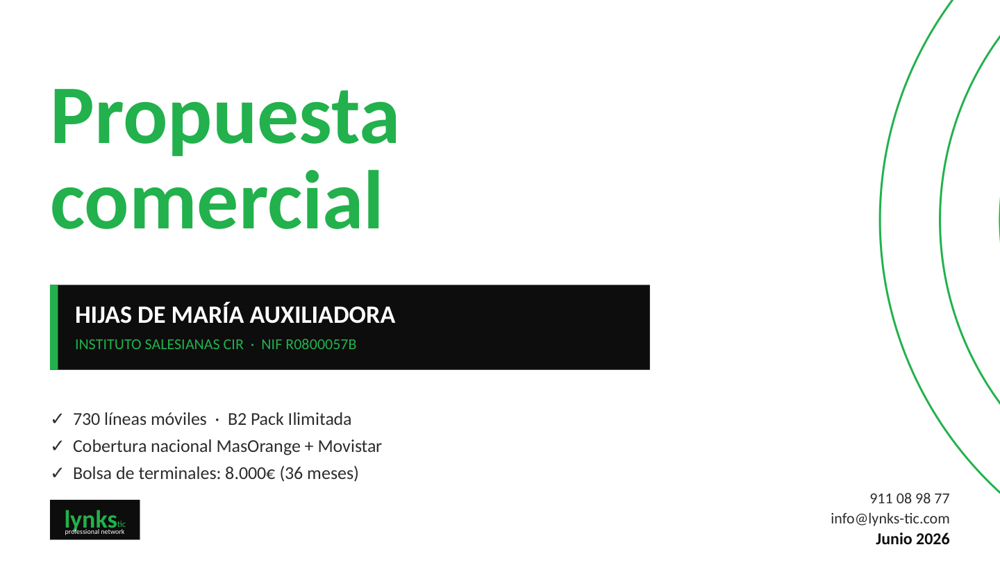 Propuesta
comercial
HIJAS DE MARÍA AUXILIADORA
INSTITUTO SALESIANAS CIR · NIF R0800057B
✓ 730 líneas móviles · B2 Pack Ilimitada
✓ Cobertura nacional MasOrange + Movistar
✓ Bolsa de terminales: 8.000€ (36 meses)
lynks tic
professional network
911 08 98 77
info@lynks-tic.com
Junio 2026